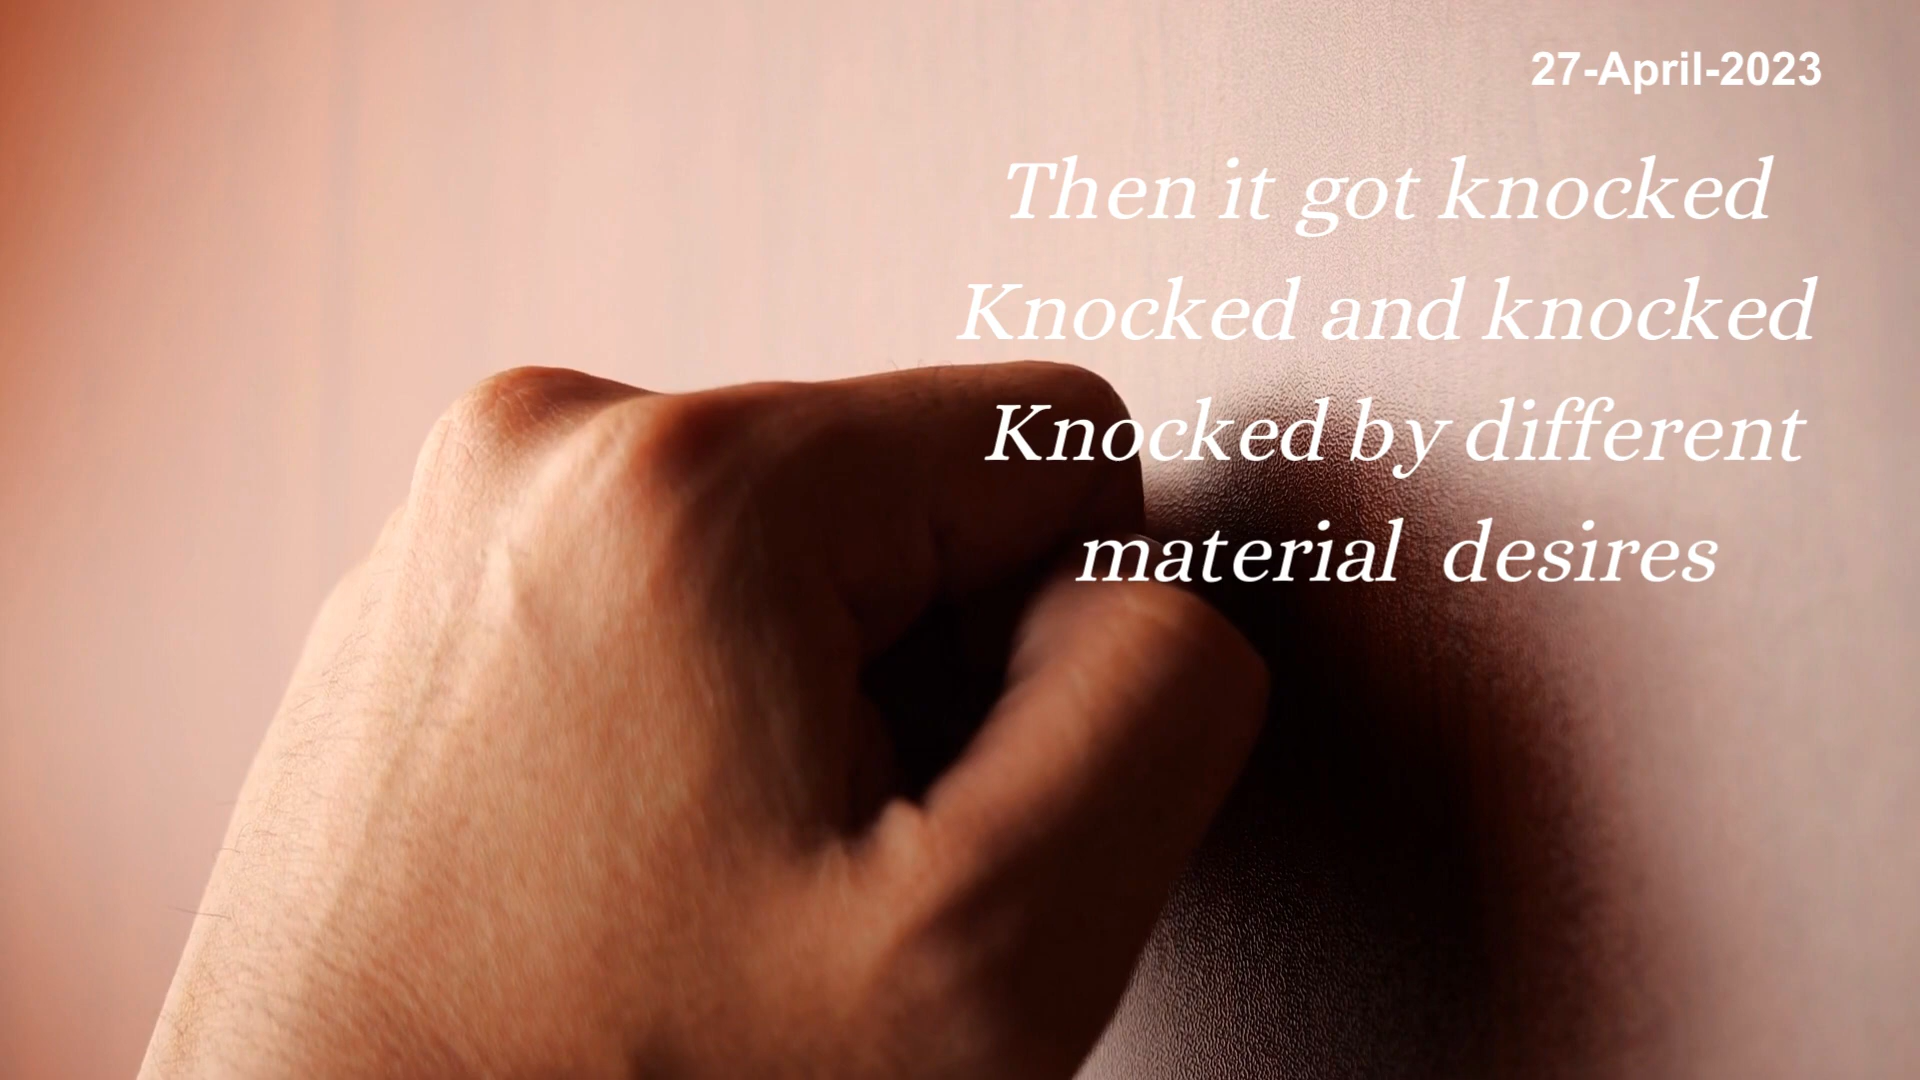 27-April-2023
Then it got knocked
Knocked and knocked
Knocked by different
material desires